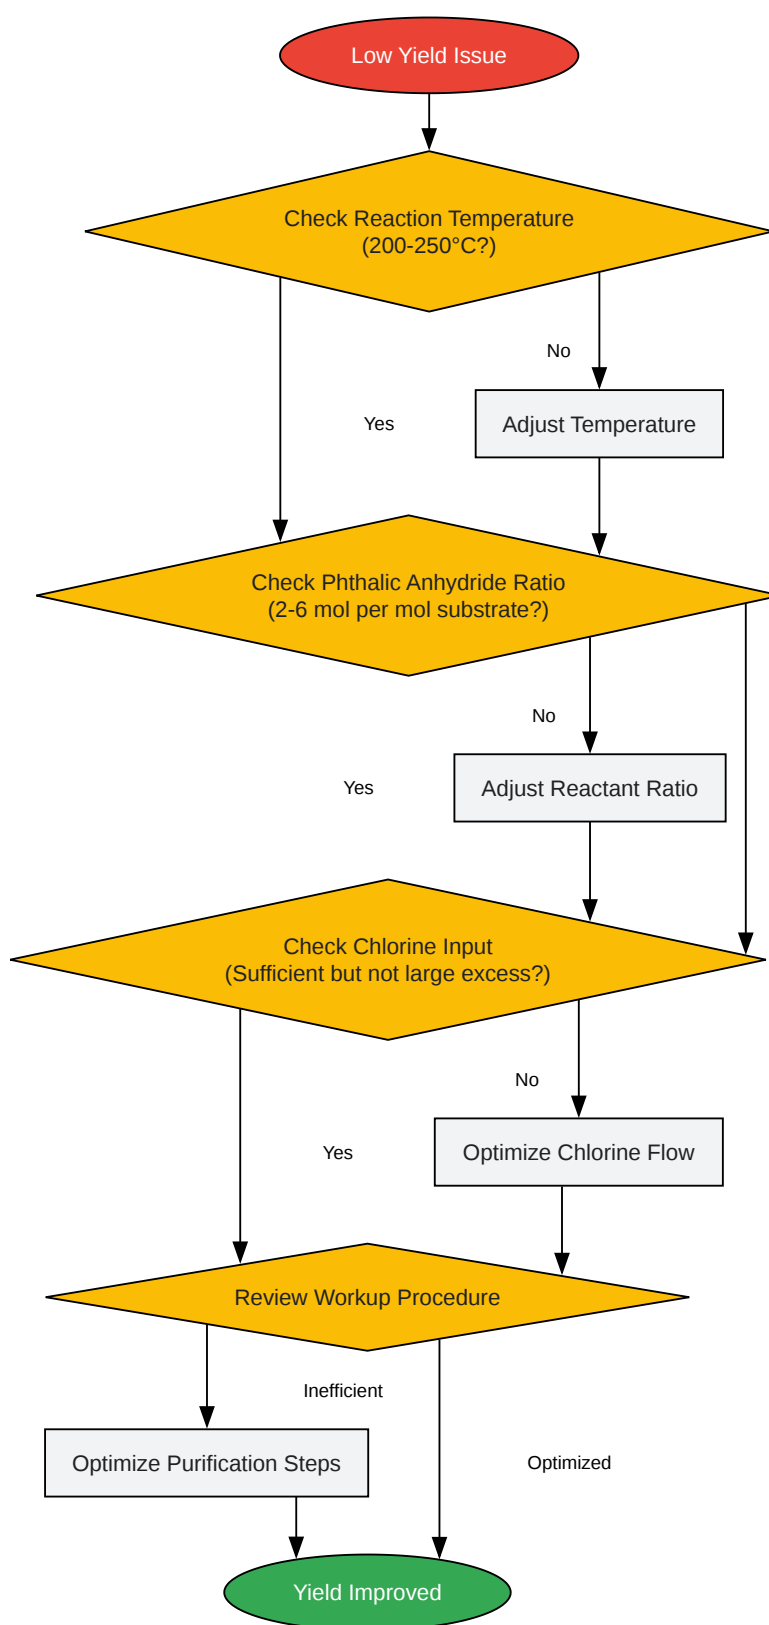 Low Yield Issue
Check Reaction Temperature
(200-250°C?)
No
Yes
Adjust Temperature
Check Phthalic Anhydride Ratio
(2-6 mol per mol substrate?)
No
Yes
Adjust Reactant Ratio
Check Chlorine Input
(Sufficient but not large excess?)
No
Yes
Optimize Chlorine Flow
Review Workup Procedure
Inefficient
Optimize Purification Steps
Optimized
Yield Improved